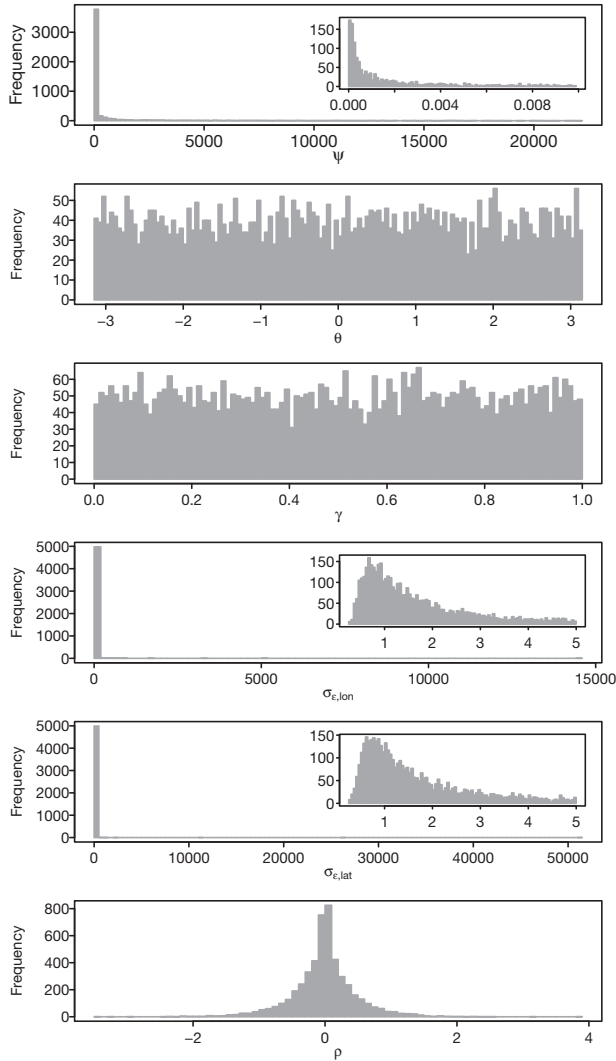 Frequency
3000
2000
1000
0
150
100
50
0
0.000 0.004 0.008
0 5000 10000 15000 20000
ψ
Frequency
50
40
30
20
10
0
−3 −2 −1 0 1 2 3
θ
Frequency
60
50
40
30
20
10
0
0.0 0.2 0.4 0.6 0.8 1.0
γ
Frequency
5000
4000
3000
2000
1000
0
150
100
50
0
1 2 3 4 5
0 5000 10000 15000
σε,lon
Frequency
5000
4000
3000
2000
1000
0
150
100
50
0
1 2 3 4 5
0 10000 20000 30000 40000 50000
σε,lat
Frequency
800
600
400
200
0
−2 0 2 4
ρ